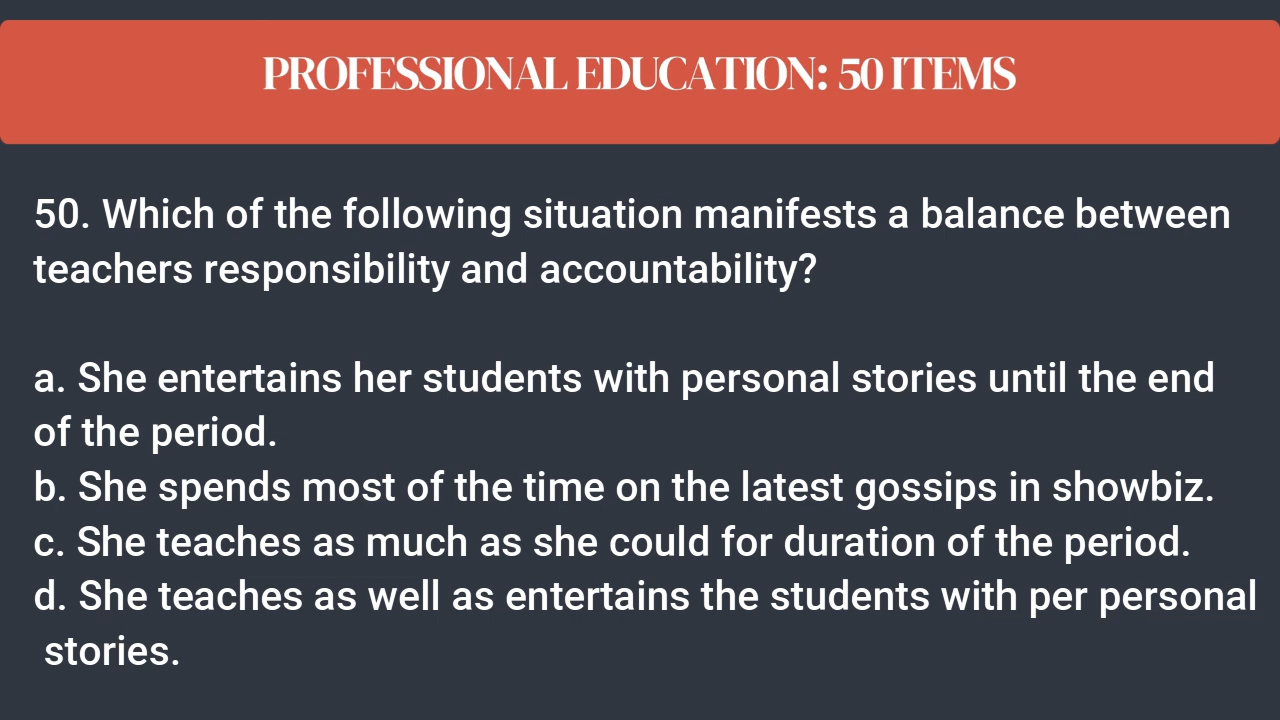 PROFESSIONAL EDUCATION: 50 ITEMS
50. Which of the following situation manifests a balance between
teachers responsibility and accountability?
a. She entertains her students with personal stories until the end
of the period.
b. She spends most of the time on the latest gossips in showbiz.
c. She teaches as much as she could for duration of the period.
d. She teaches as well as entertains the students with per personal
stories.